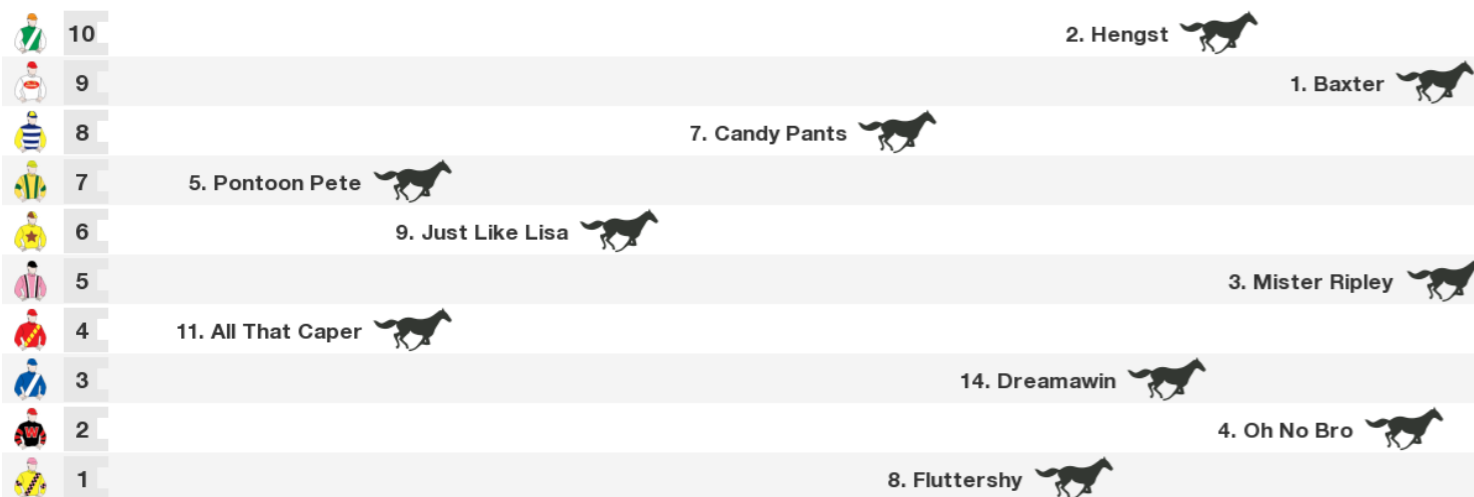 10 2. Hengst
9 1. Baxter
8 7. Candy Pants
7 5. Pontoon Pete
6 9. Just Like Lisa
5 3. Mister Ripley
4 11. All That Caper
3 14. Dreamawin
W 2 4. Oh No Bro
1 8. Fluttershy